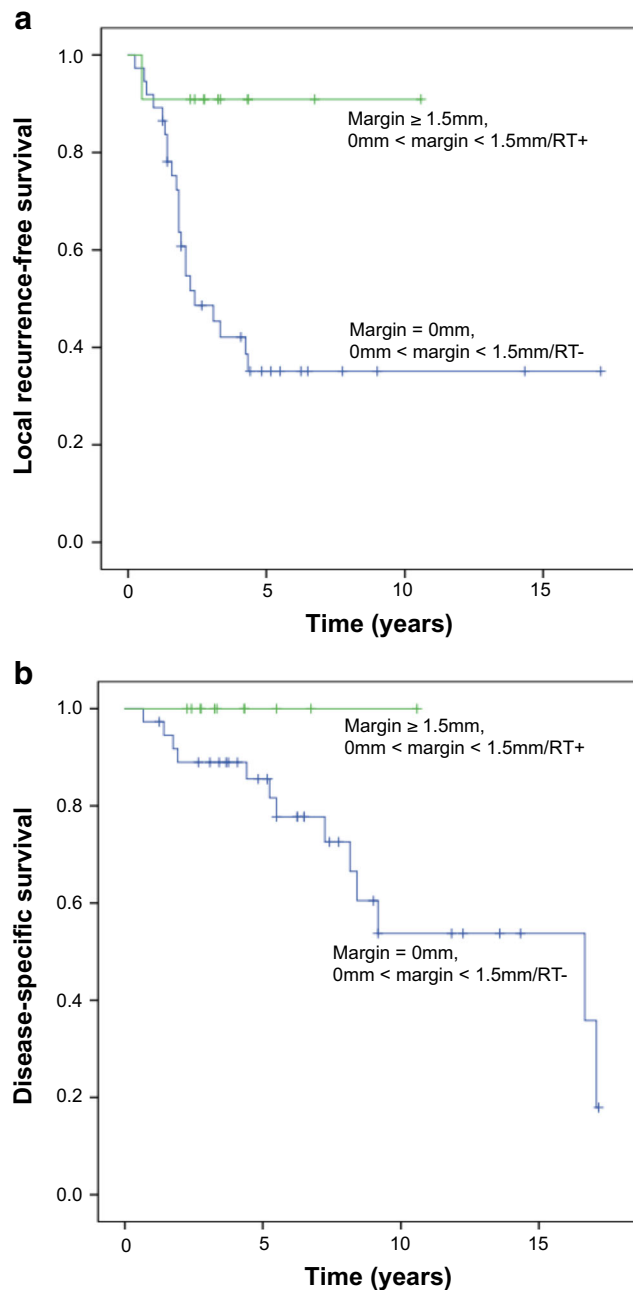 a
1.0
0.8
0.6
0.4
0.2
0.0
Local recurrence-free survival
Margin ≥ 1.5mm,
0mm < margin < 1.5mm/RT+
Margin = 0mm,
0mm < margin < 1.5mm/RT-
0 5 10 15
Time (years)
b
1.0
0.8
0.6
0.4
0.2
0.0
Disease-specific survival
Margin ≥ 1.5mm,
0mm < margin < 1.5mm/RT+
Margin = 0mm,
0mm < margin < 1.5mm/RT-
0 5 10 15
Time (years)